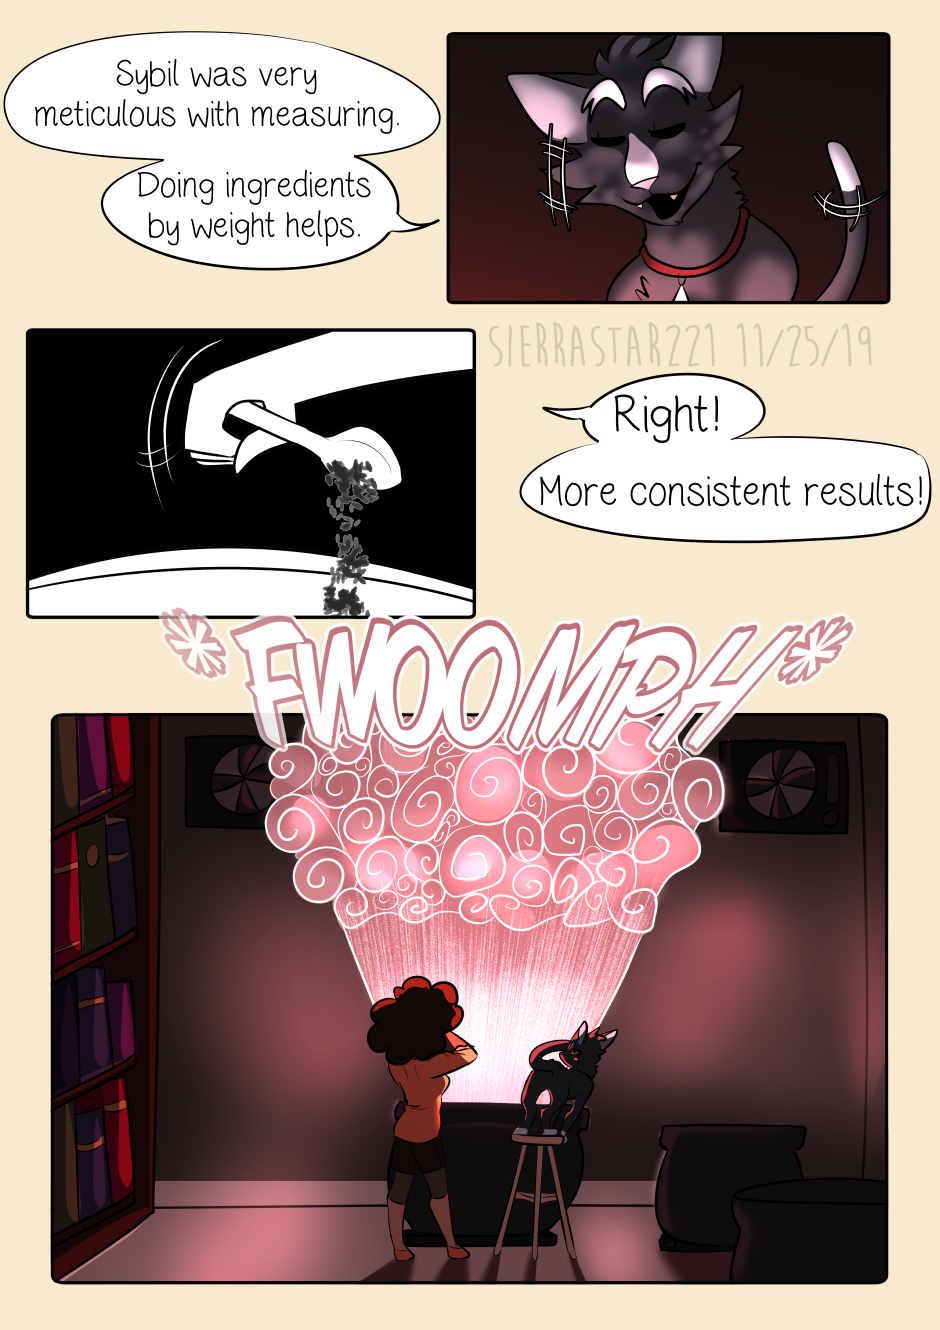 Sybil was very
meticulous with measuring.
Doing ingredients
by weight helps.
SIERRASTAR221 11/25/19
Right!
More consistent results!
*FWOOMPH*